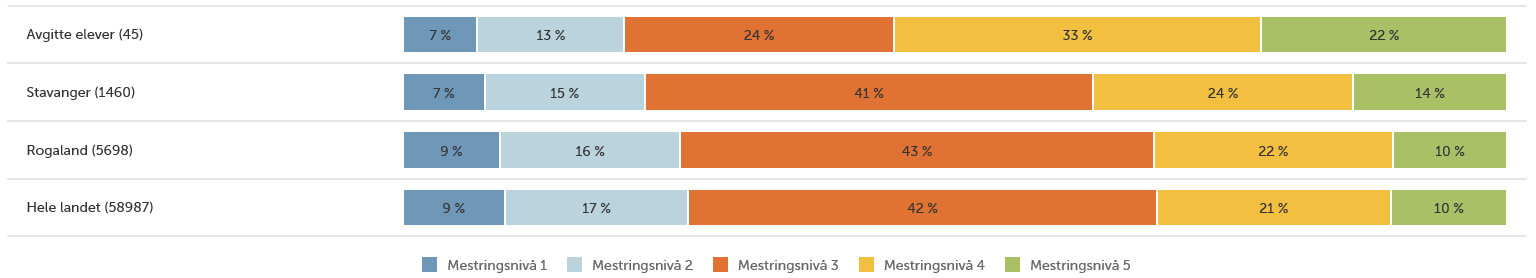 Avgitte elever (45) 7 % 13 % 24 % 33 % 22 %
Stavanger (1460) 7 % 15 % 41 % 24 % 14 %
Rogaland (5698) 9 % 16 % 43 % 22 % 10 %
Hele landet (58987) 9 % 17 % 42 % 21 % 10 %
Mestringsnivå 1 Mestringsnivå 2 Mestringsnivå 3 Mestringsnivå 4 Mestringsnivå 5